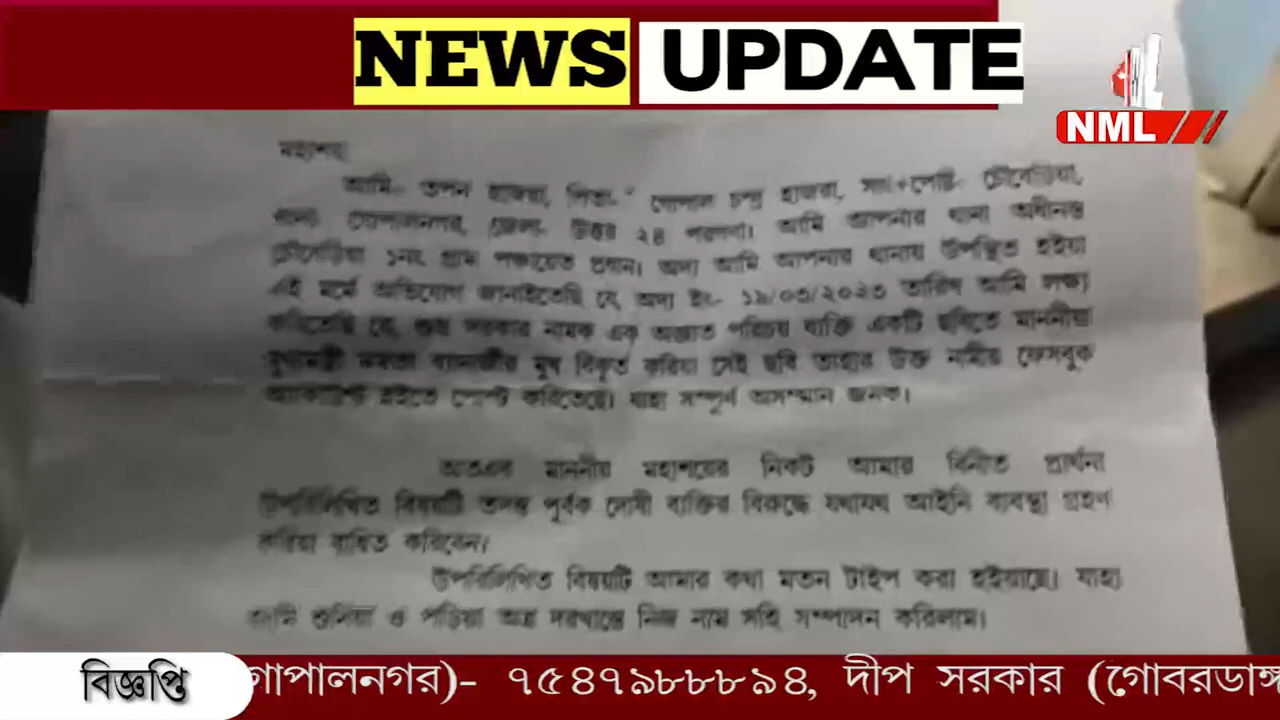 NEWS UPDATE
NML
মহাশয়
আমি- তপন হাজরা, পিতা- গোপাল চন্দ্র হাজরা, সাং+পোষ্ট- চৌবেড়িয়া,
থানা গোপালনগর, জেলা- উত্তর ২৪ পরগণা। আমি আপনার থানা অধীনস্ত
চৌবেড়িয়া ১নং গ্রাম পঞ্চায়েত প্রধান। অদ্য আমি আপনার থানায় উপস্থিত হইয়া
এই মর্মে অভিযোগ জানাইতেছি যে, অদ্য ইং- ১৯/০৩/২০২৩ তারিখ আমি লক্ষ্য
করিতেছি যে, শুভ সরকার নামক এক অজ্ঞাত পরিচয় ব্যক্তি একটি ছবিতে মাননীয়া
মুখ্যমন্ত্রী মমতা ব্যানার্জীর মুখ বিকৃত করিয়া সেই ছবি তাহার উক্ত নামীয় ফেসবুক
অ্যাকাউন্ট হইতে পোস্ট করিতেছে। যাহা সম্পূর্ণ অসম্মান জনক।
অতএব মাননীয় মহাশয়ের নিকট আমার বিনীত প্রার্থনা
উপরিলিখিত বিষয়টি তদন্ত পূর্বক দোষী ব্যক্তির বিরুদ্ধে যথাযথ আইনি ব্যবস্থা গ্রহণ
করিয়া বাধিত করিবেন।
উপরিলিখিত বিষয়টি আমার কথা মতন টাইপ করা হইয়াছে। যাহা
আমি শুনিয়া ও পড়িয়া অত্র দরখাস্তে নিজ নাম সহি সম্পাদন করিলাম।
বিজ্ঞপ্তি গোপালনগর)- ৭৫৪৭৯৮৮৮৯৪, দীপ সরকার (গোবরডাঙ্গ